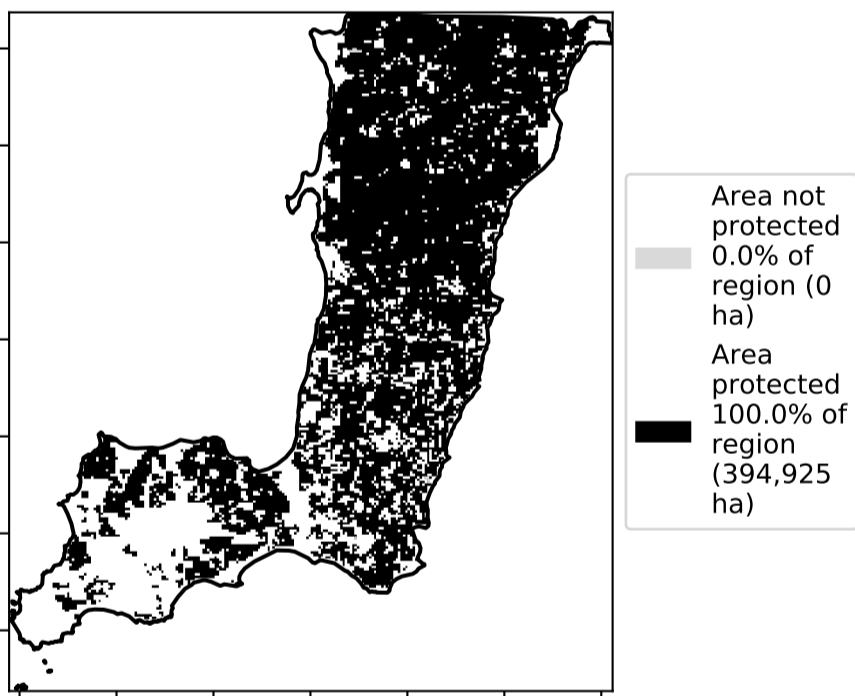 Area not
protected
0.0% of
region (0
ha)
Area
protected
100.0% of
region
(394,925
ha)